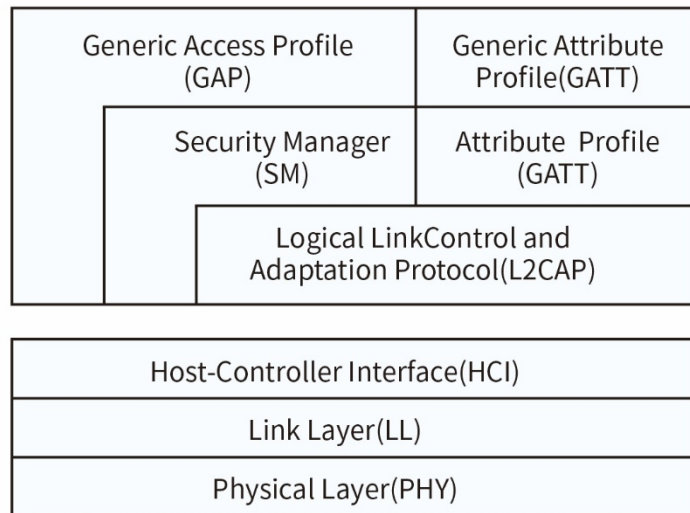 Generic Access Profile
(GAP)
Generic Attribute
Profile(GATT)
Security Manager
(SM)
Attribute Profile
(GATT)
Logical LinkControl and
Adaptation Protocol(L2CAP)
Host-Controller Interface(HCI)
Link Layer(LL)
Physical Layer(PHY)